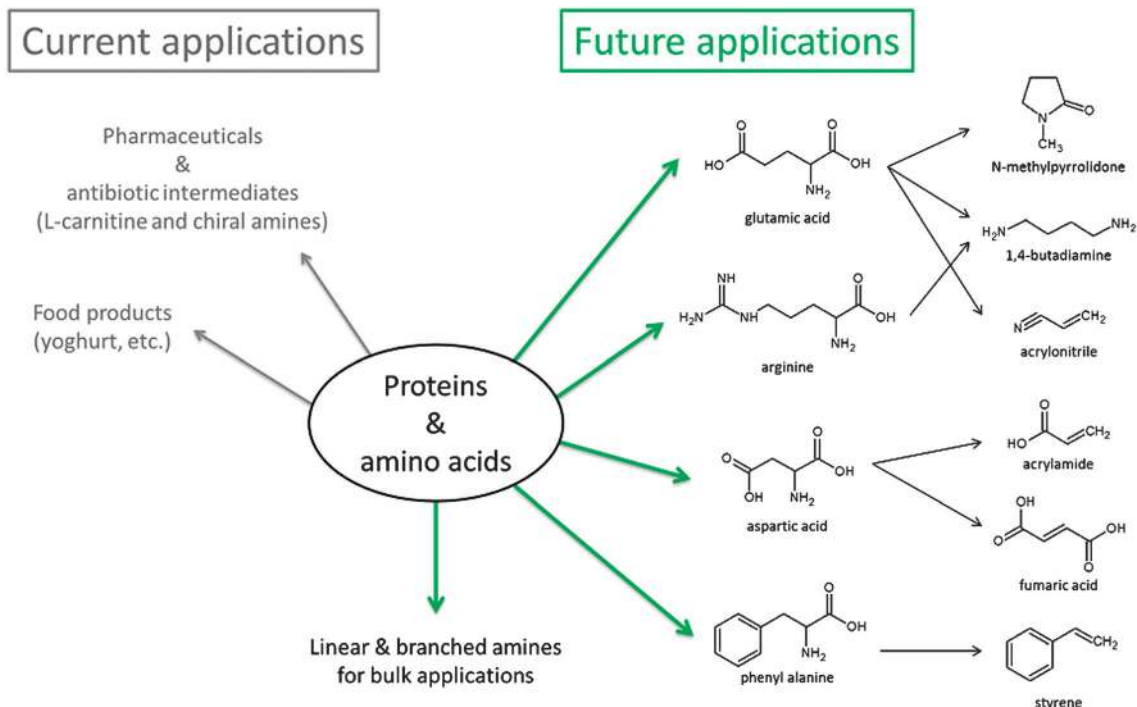 Current applications
Future applications
Pharmaceuticals
&
antibiotic intermediates
(L-carnitine and chiral amines)
Food products
(yoghurt, etc.)
Proteins
&
amino acids
Linear & branched amines
for bulk applications
O
O
HO
OH
NH2
glutamic acid
NH
O
H2N
NH
OH
NH2
arginine
O
O
OH
OH
NH2
aspartic acid
O
OH
NH2
phenyl alanine
N
O
CH3
N-methylpyrrolidone
H2N
NH2
1,4-butadiamine
N
CH2
acrylonitrile
O
HO
CH2
acrylamide
OH
O
OH
O
fumaric acid
CH2
styrene